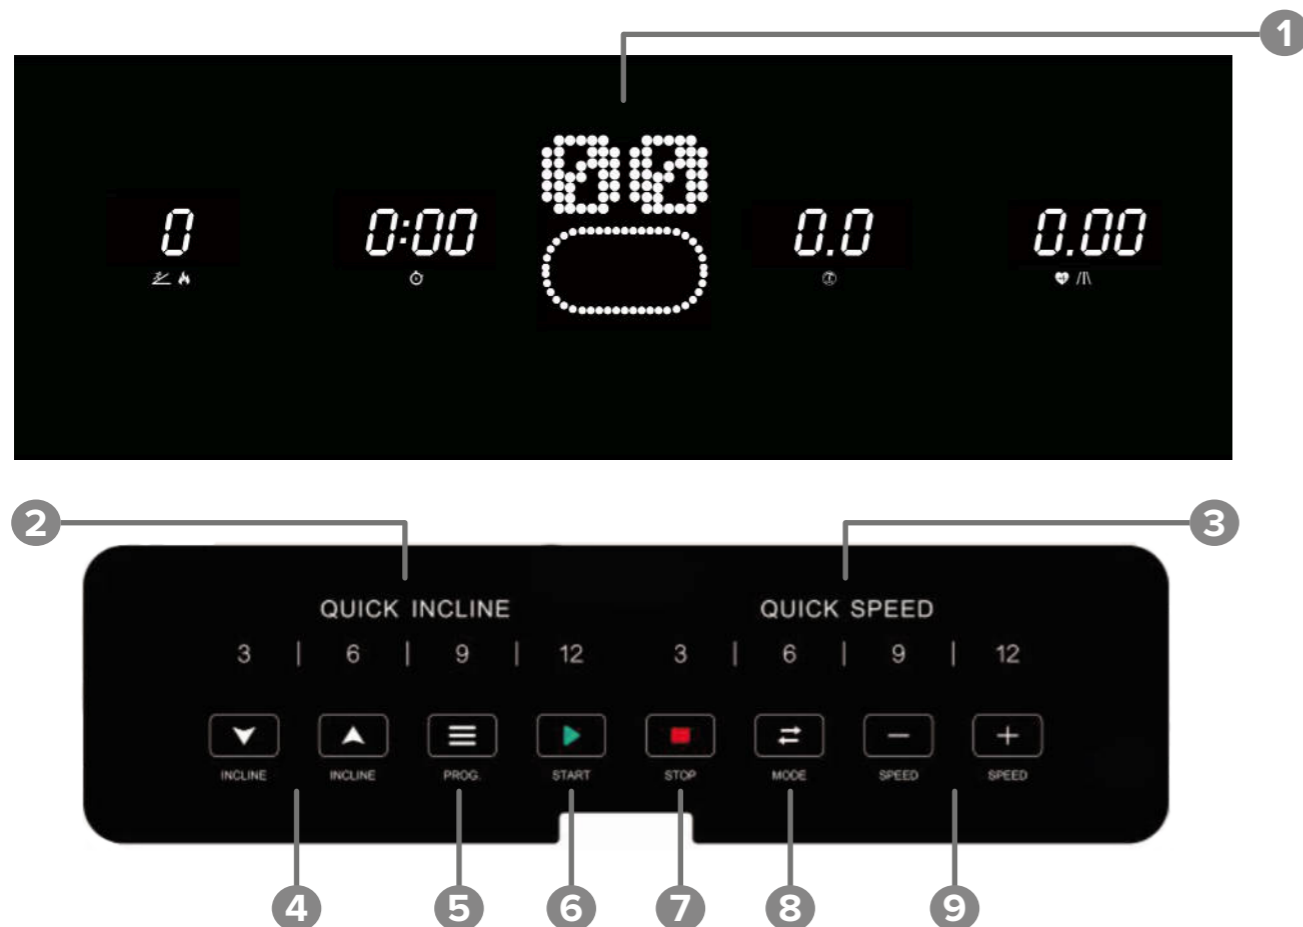 1
00
0 0:00 0.0 0.00
2 3
QUICK INCLINE QUICK SPEED
3 | 6 | 9 | 12 3 | 6 | 9 | 12
INCLINE INCLINE PROG. START STOP MODE SPEED SPEED
4 5 6 7 8 9